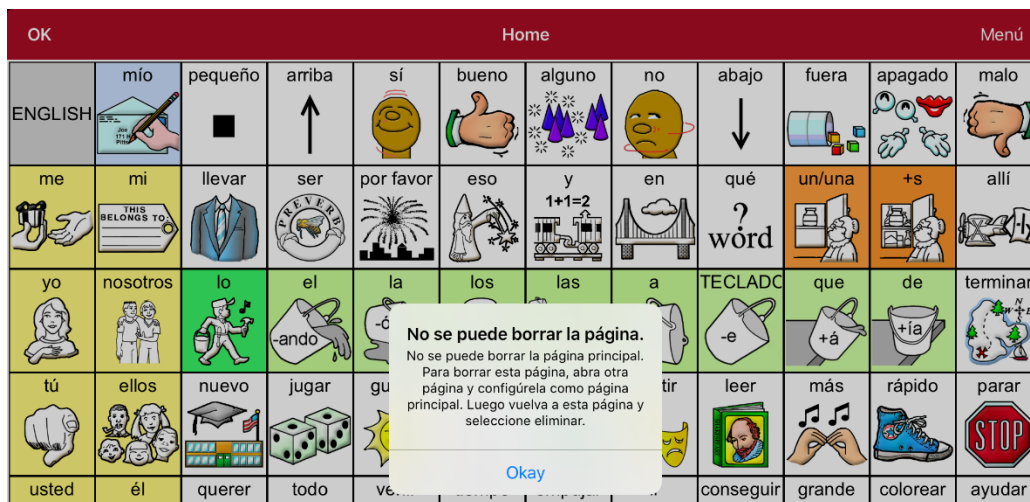 OK Home Menú
ENGLISH mío pequeño arriba sí bueno alguno no abajo fuera apagado malo
me mi llevar ser por favor eso y en qué un/una +s allí
THIS
BELONGS TO:
PREVERB
1+1=2
?
word
yo nosotros lo el la los las a TECLADO que de terminar
-ando
-e
+á
+ía
N
No se puede borrar la página.
No se puede borrar la página principal.
Para borrar esta página, abra otra
página y configúrela como página
principal. Luego vuelva a esta página y
seleccione eliminar.
Okay
tú ellos nuevo jugar leer más rápido parar
STOP
usted él querer todo conseguir grande colorear ayudar